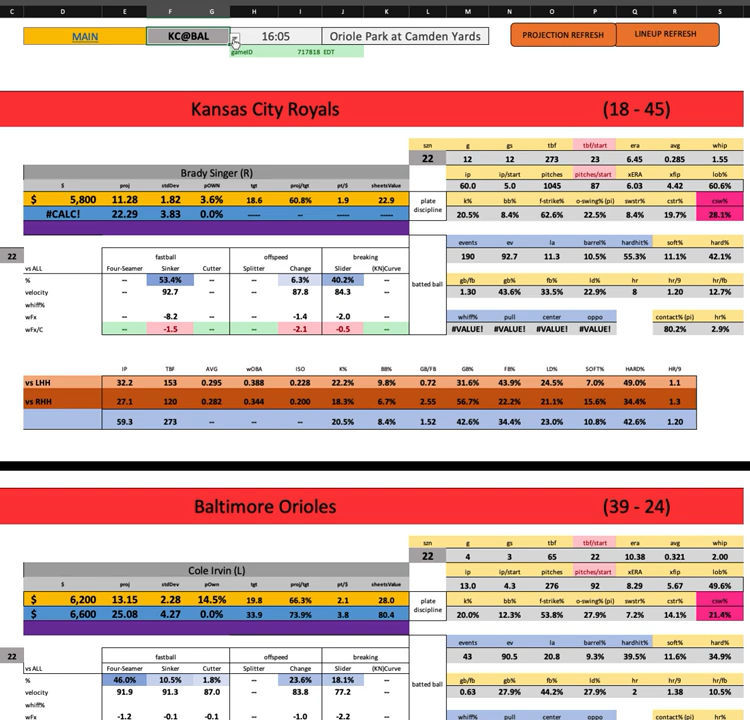 C D E F G H I J K L M N O P Q R S
MAIN KC@BAL 16:05 Oriole Park at Camden Yards PROJECTION REFRESH LINEUP REFRESH
gameID 717818 EDT
Kansas City Royals (18 - 45)
szn g gs tbf tbf/start era avg whip
22 12 12 273 23 6.45 0.285 1.55
Brady Singer (R) ip ip/start pitches pitches/start xERA xfip lob%
$ proj stdDev pOWN tgt proj/tgt pt/$ sheetsValue 60.0 5.0 1045 87 6.03 4.42 60.6%
$ 5,800 11.28 1.82 3.6% 18.6 60.8% 1.9 22.9 plate discipline k% bb% f-strike% o-swing% (pi) swstr% cstr% csw%
#CALC! 22.29 3.83 0.0% ----- ----- -- ----- 20.5% 8.4% 62.6% 22.5% 8.4% 19.7% 28.1%
events ev la barrel% hardhit% soft% hard%
22 fastball offspeed breaking 190 92.7 11.3 10.5% 55.3% 11.1% 42.1%
vs ALL Four-Seamer Sinker Cutter Splitter Change Slider (KN)Curve
% -- 53.4% -- -- 6.3% 40.2% -- batted ball gb/fb gb% fb% ld% hr hr/9 hr/fb
velocity -- 92.7 -- -- 87.8 84.3 -- 1.30 43.6% 33.5% 22.9% 8 1.20 12.7%
whiff%
wFx -- -8.2 -- -- -1.4 -2.0 -- whiff% pull center oppo contact% (pi) hr%
wFx/C -- -1.5 -- -- -2.1 -0.5 -- #VALUE! #VALUE! #VALUE! #VALUE! 80.2% 2.9%
IP TBF AVG wOBA ISO K% BB% GB/FB GB% FB% LD% SOFT% HARD% HR/9
vs LHH 32.2 153 0.295 0.388 0.228 22.2% 9.8% 0.72 31.6% 43.9% 24.5% 7.0% 49.0% 1.1
vs RHH 27.1 120 0.282 0.344 0.200 18.3% 6.7% 2.55 56.7% 22.2% 21.1% 15.6% 34.4% 1.3
59.3 273 20.5% 8.4% 1.52 42.6% 34.4% 23.0% 10.8% 42.6% 1.20
Baltimore Orioles (39 - 24)
szn g gs tbf tbf/start era avg whip
22 4 3 65 22 10.38 0.321 2.00
Cole Irvin (L) ip ip/start pitches pitches/start xERA xfip lob%
$ proj stdDev pOwn tgt proj/tgt pt/$ sheetsValue 13.0 4.3 276 92 8.29 5.67 49.6%
$ 6,200 13.15 2.28 14.5% 19.8 66.3% 2.1 28.0 plate discipline k% bb% f-strike% o-swing% (pi) swstr% cstr% csw%
$ 6,600 25.08 4.27 0.0% 33.9 73.9% 3.8 80.4 20.0% 12.3% 53.8% 27.9% 7.2% 14.1% 21.4%
events ev la barrel% hardhit% soft% hard%
22 fastball offspeed breaking 43 90.5 20.8 9.3% 39.5% 11.6% 34.9%
vs ALL Four-Seamer Sinker Cutter Splitter Change Slider (KN)Curve
% 46.0% 10.5% 1.8% -- 23.6% 18.1% -- batted ball gb/fb gb% fb% ld% hr hr/9 hr/fb
velocity 91.9 91.3 87.0 -- 83.8 77.2 -- 0.63 27.9% 44.2% 27.9% 2 1.38 10.5%
whiff%
wFx -1.2 -0.1 -0.1 -- -1.0 -2.2 -- whiff% pull center oppo contact% (pi) hr%